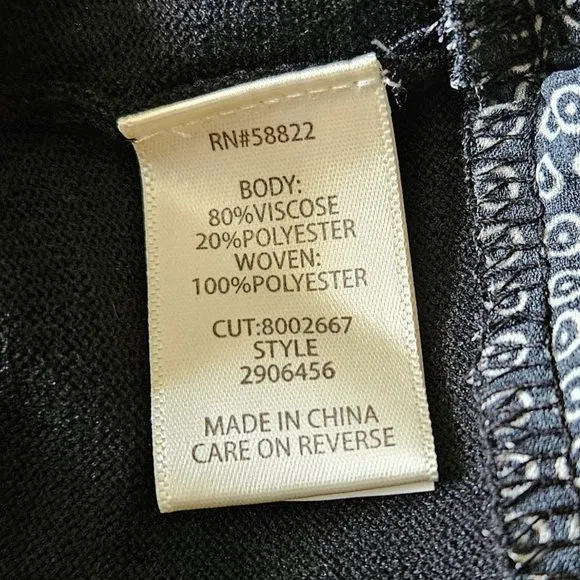 RN#58822
BODY:
80%VISCOSE
20%POLYESTER
WOVEN:
100%POLYESTER
CUT:8002667
STYLE
2906456
MADE IN CHINA
CARE ON REVERSE